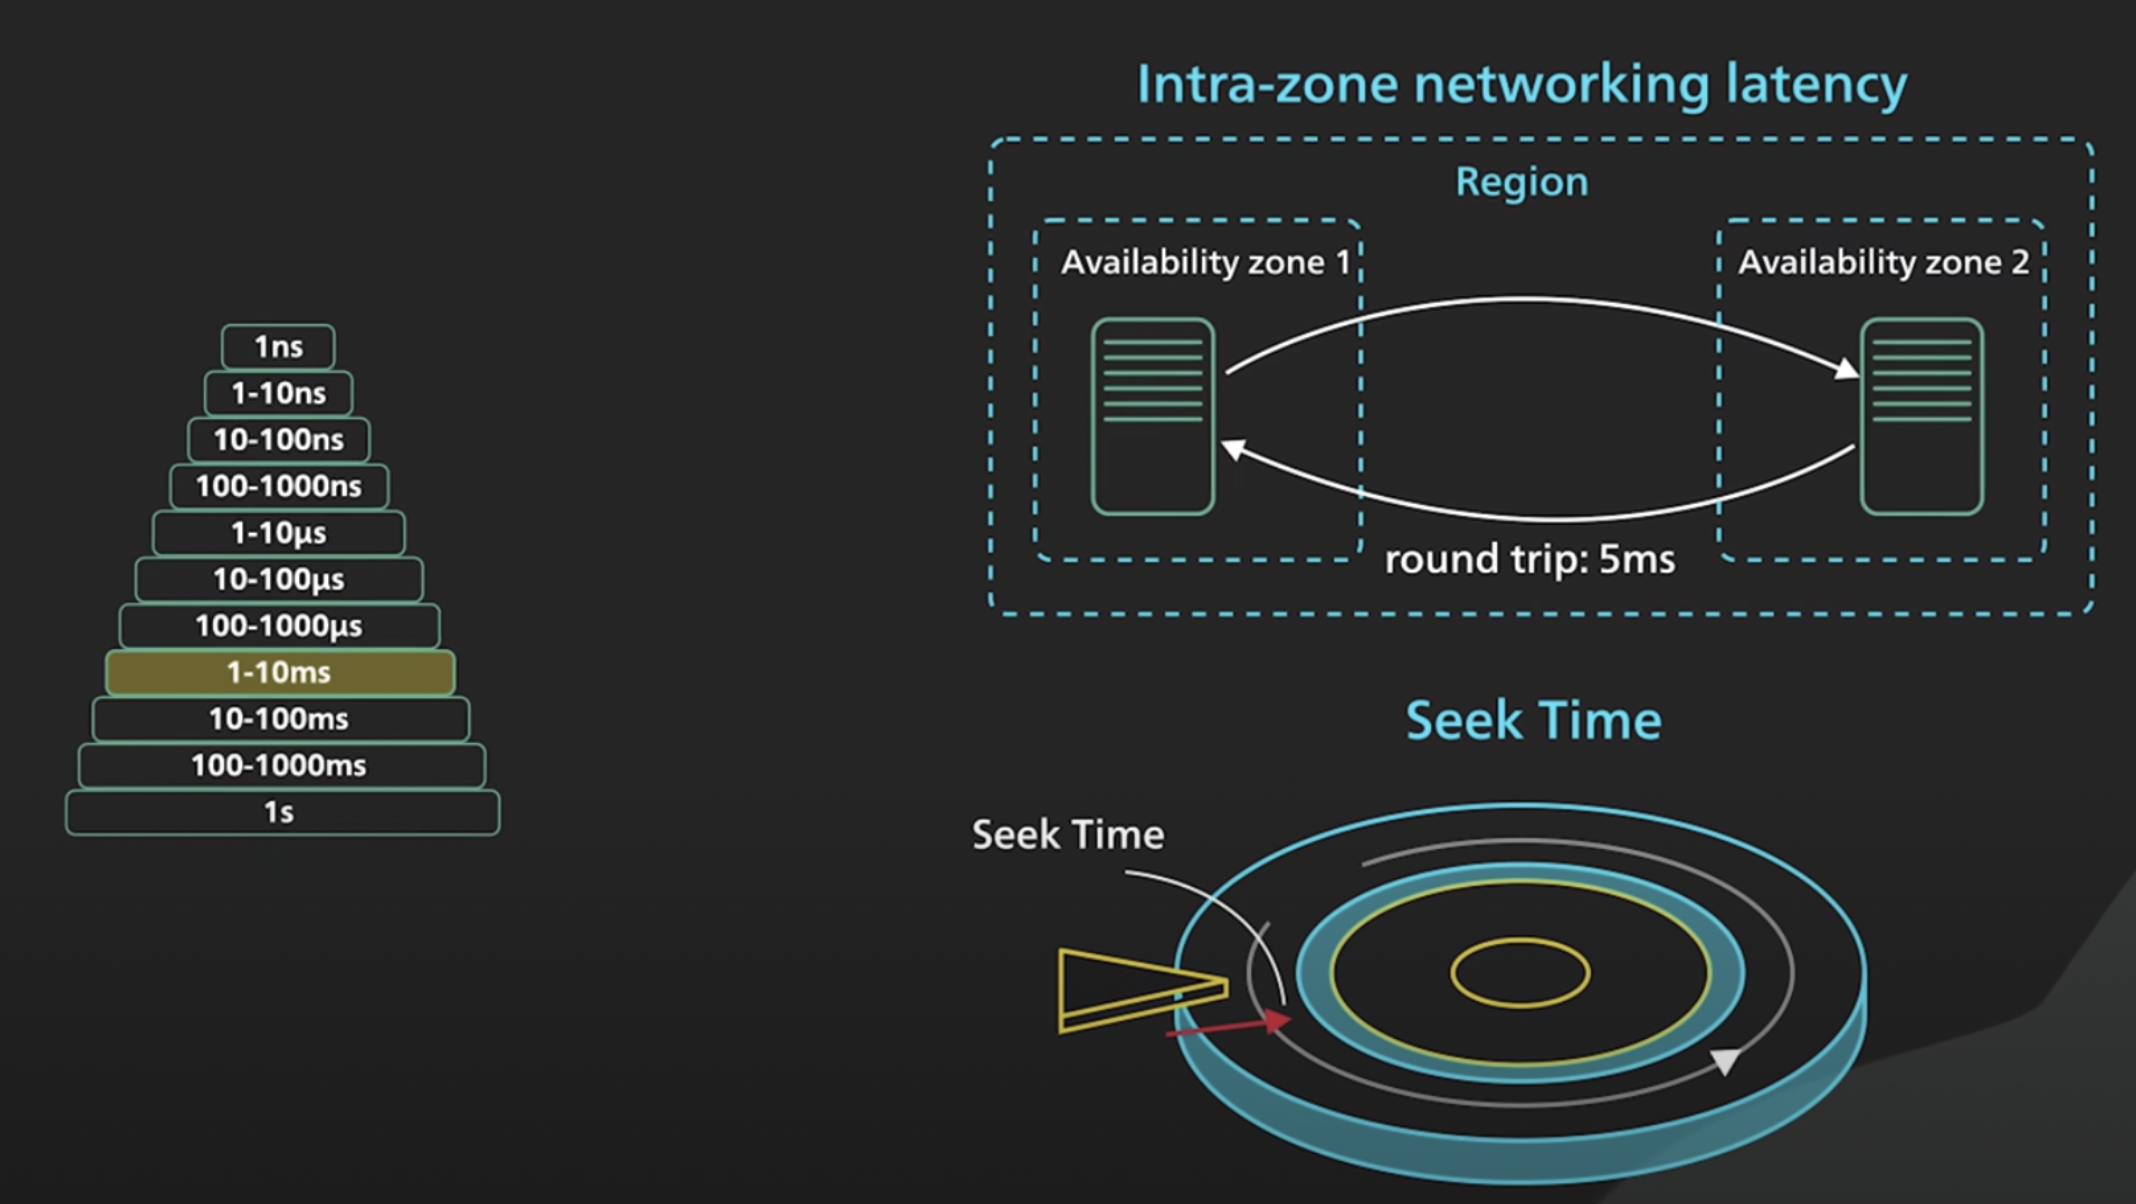 Intra-zone networking latency
Region
Availability zone 1
Availability zone 2
round trip: 5ms
1ns
1-10ns
10-100ns
100-1000ns
1-10µs
10-100µs
100-1000µs
1-10ms
10-100ms
100-1000ms
1s
Seek Time
Seek Time